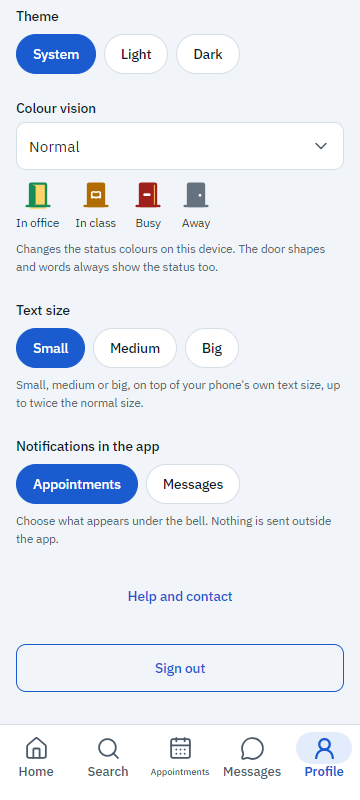 Theme
System
Light
Dark
Colour vision
Normal
In office
In class
Busy
Away
Changes the status colours on this device. The door shapes
and words always show the status too.
Text size
Small
Medium
Big
Small, medium or big, on top of your phone's own text size, up
to twice the normal size.
Notifications in the app
Appointments
Messages
Choose what appears under the bell. Nothing is sent outside
the app.
Help and contact
Sign out
Home
Search
Appointments
Messages
Profile